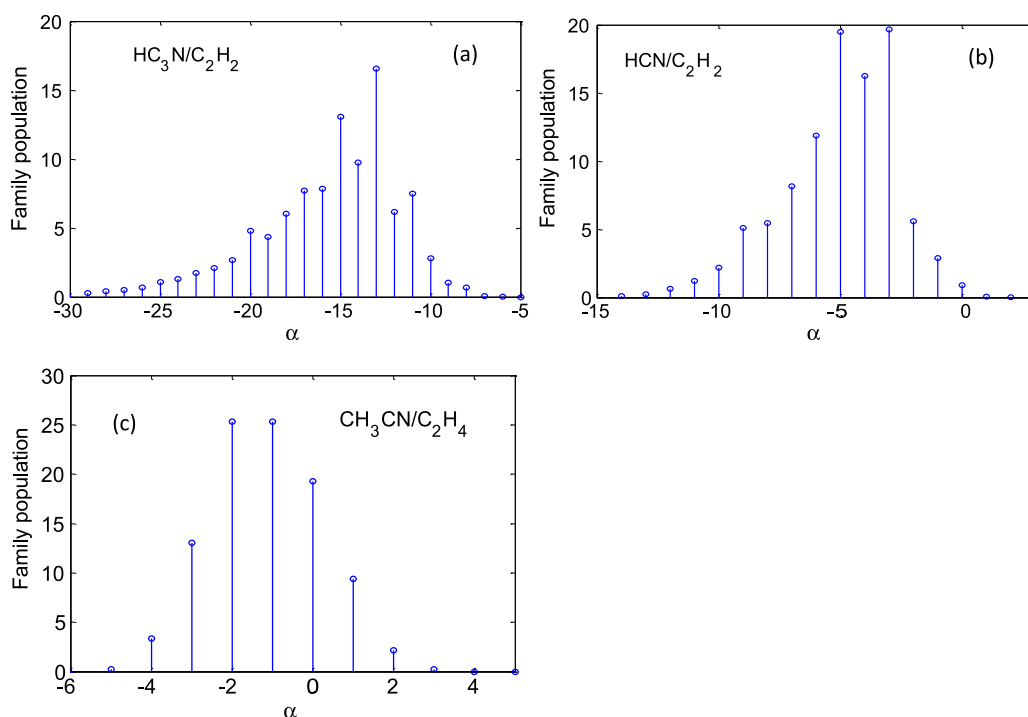 20
15
10
5
0
Family population
HC3N/C2H2
(a)
-30
-25
-20
-15
-10
-5
α
20
15
10
5
0
Family population
HCN/C2H2
(b)
-15
-10
-5
0
α
30
25
20
15
10
5
0
Family population
(c)
CH3CN/C2H4
-6
-4
-2
0
2
4
α